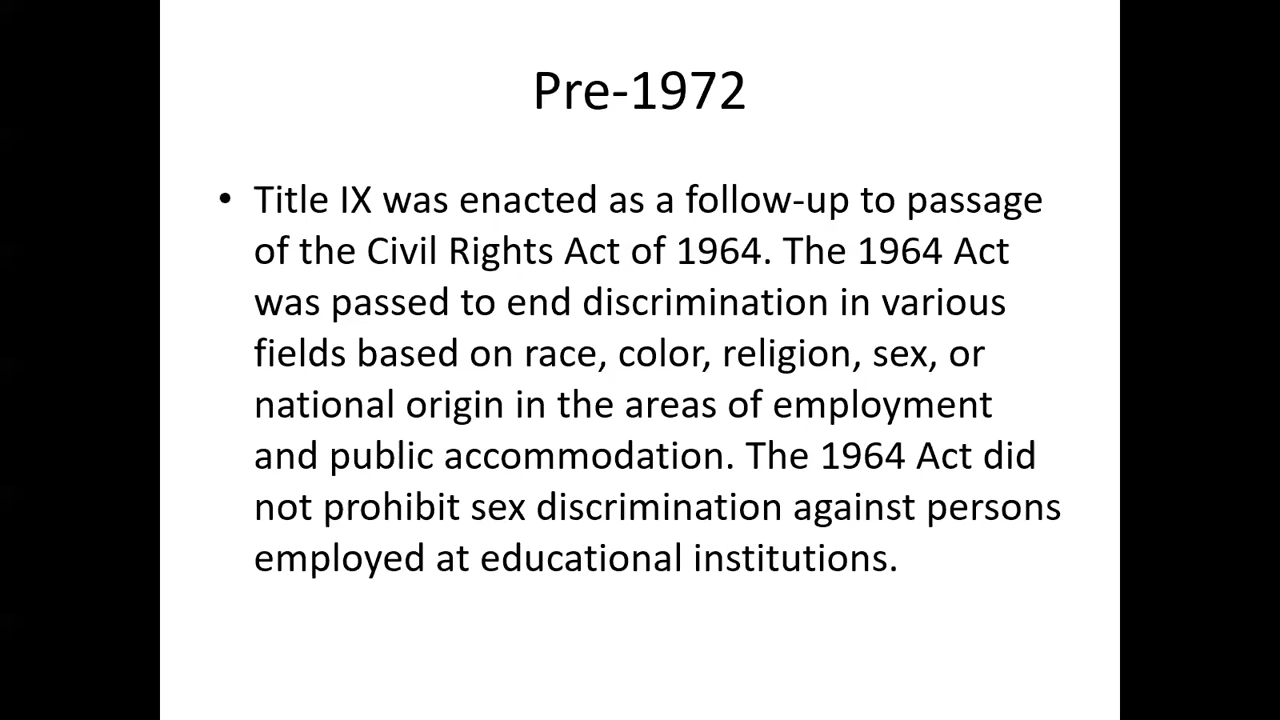 Pre-1972
• Title IX was enacted as a follow-up to passage
of the Civil Rights Act of 1964. The 1964 Act
was passed to end discrimination in various
fields based on race, color, religion, sex, or
national origin in the areas of employment
and public accommodation. The 1964 Act did
not prohibit sex discrimination against persons
employed at educational institutions.